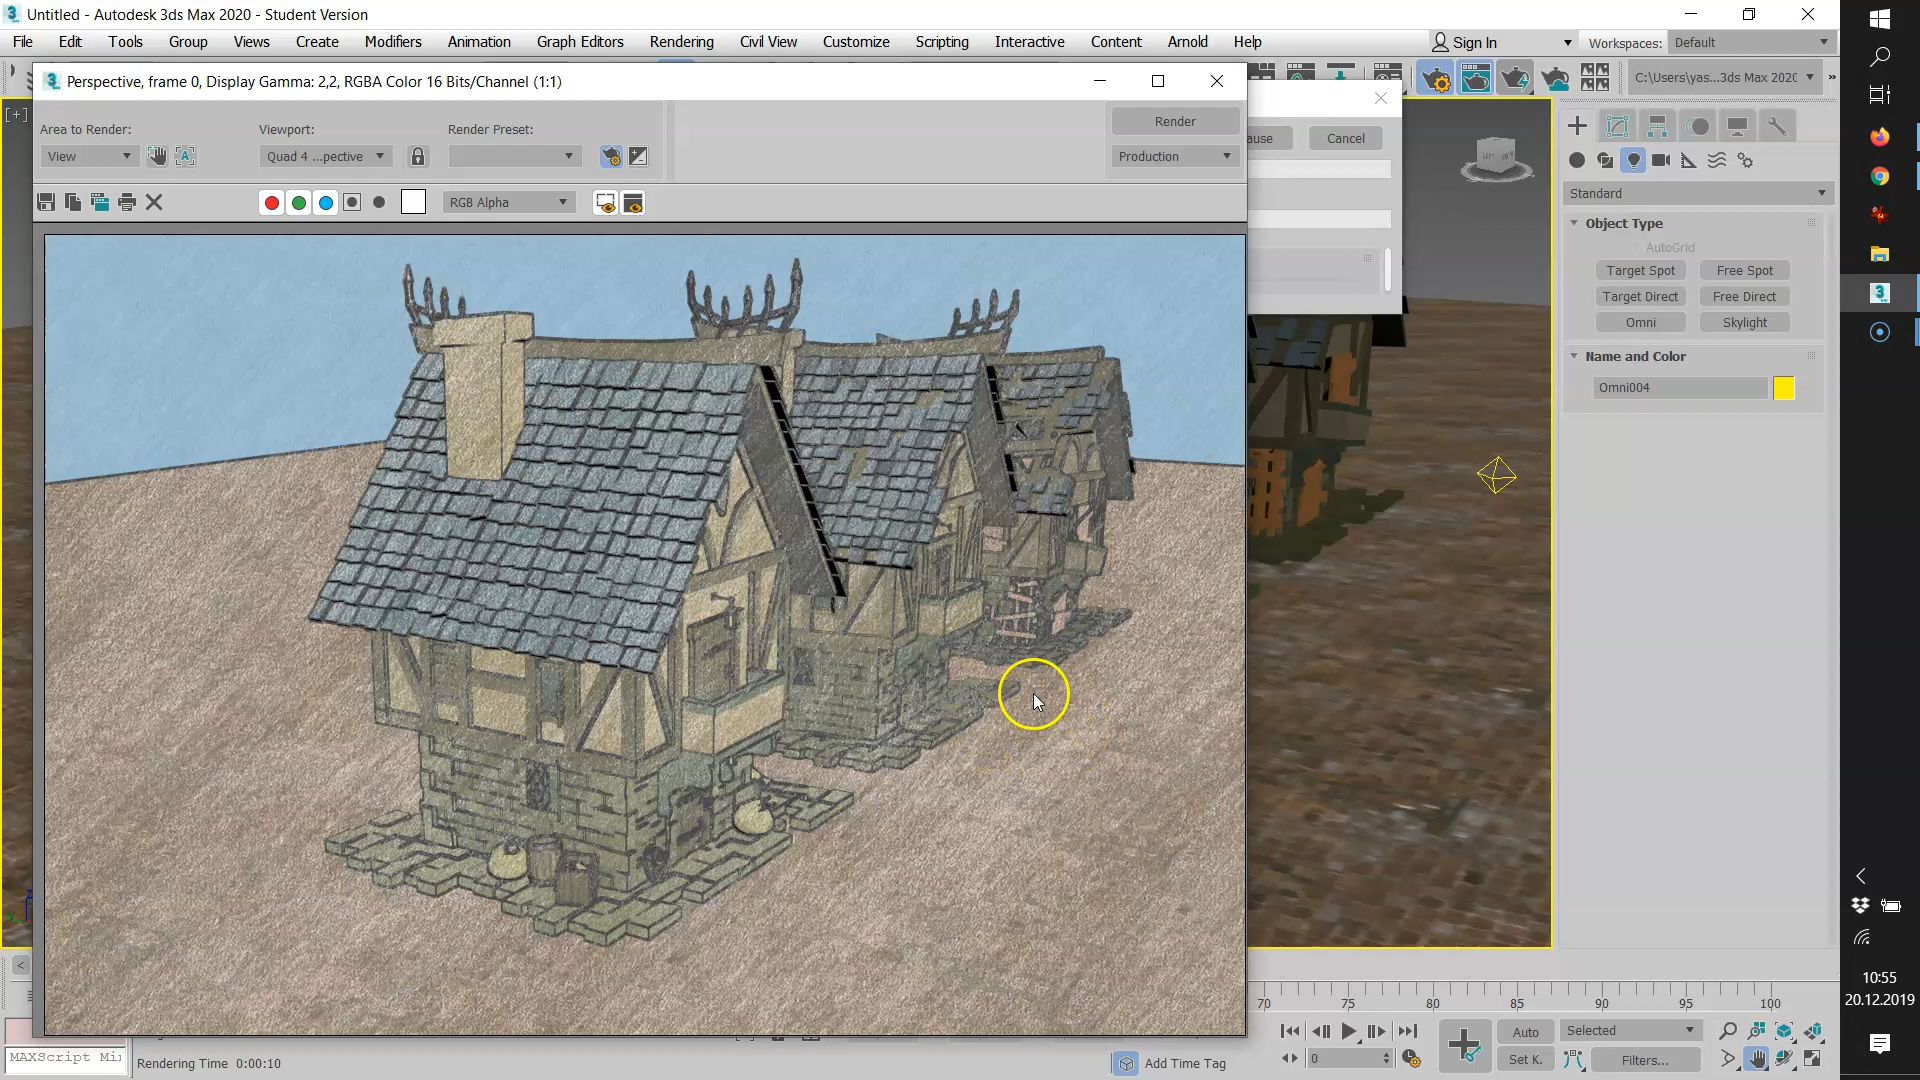 Untitled - Autodesk 3ds Max 2020 - Student Version
File Edit Tools Group Views Create Modifiers Animation Graph Editors Rendering Civil View Customize Scripting Interactive Content Arnold Help
Sign In
Workspaces: Default
Perspective, frame 0, Display Gamma: 2,2, RGBA Color 16 Bits/Channel (1:1)
C:\Users\yas...3ds Max 202(
Area to Render:
Viewport:
Render Preset:
Render
View
Quad 4 ...pective
Production
ause
Cancel
RGB Alpha
Standard
Object Type
AutoGrid
Target Spot
Free Spot
Target Direct
Free Direct
Omni
Skylight
Name and Color
Omni004
[+]
70 75 80 85 90 95 100
Auto
Selected
Set K.
Filters...
0
MAXScript Mi
Rendering Time 0:00:10
Add Time Tag
10:55
20.12.2019